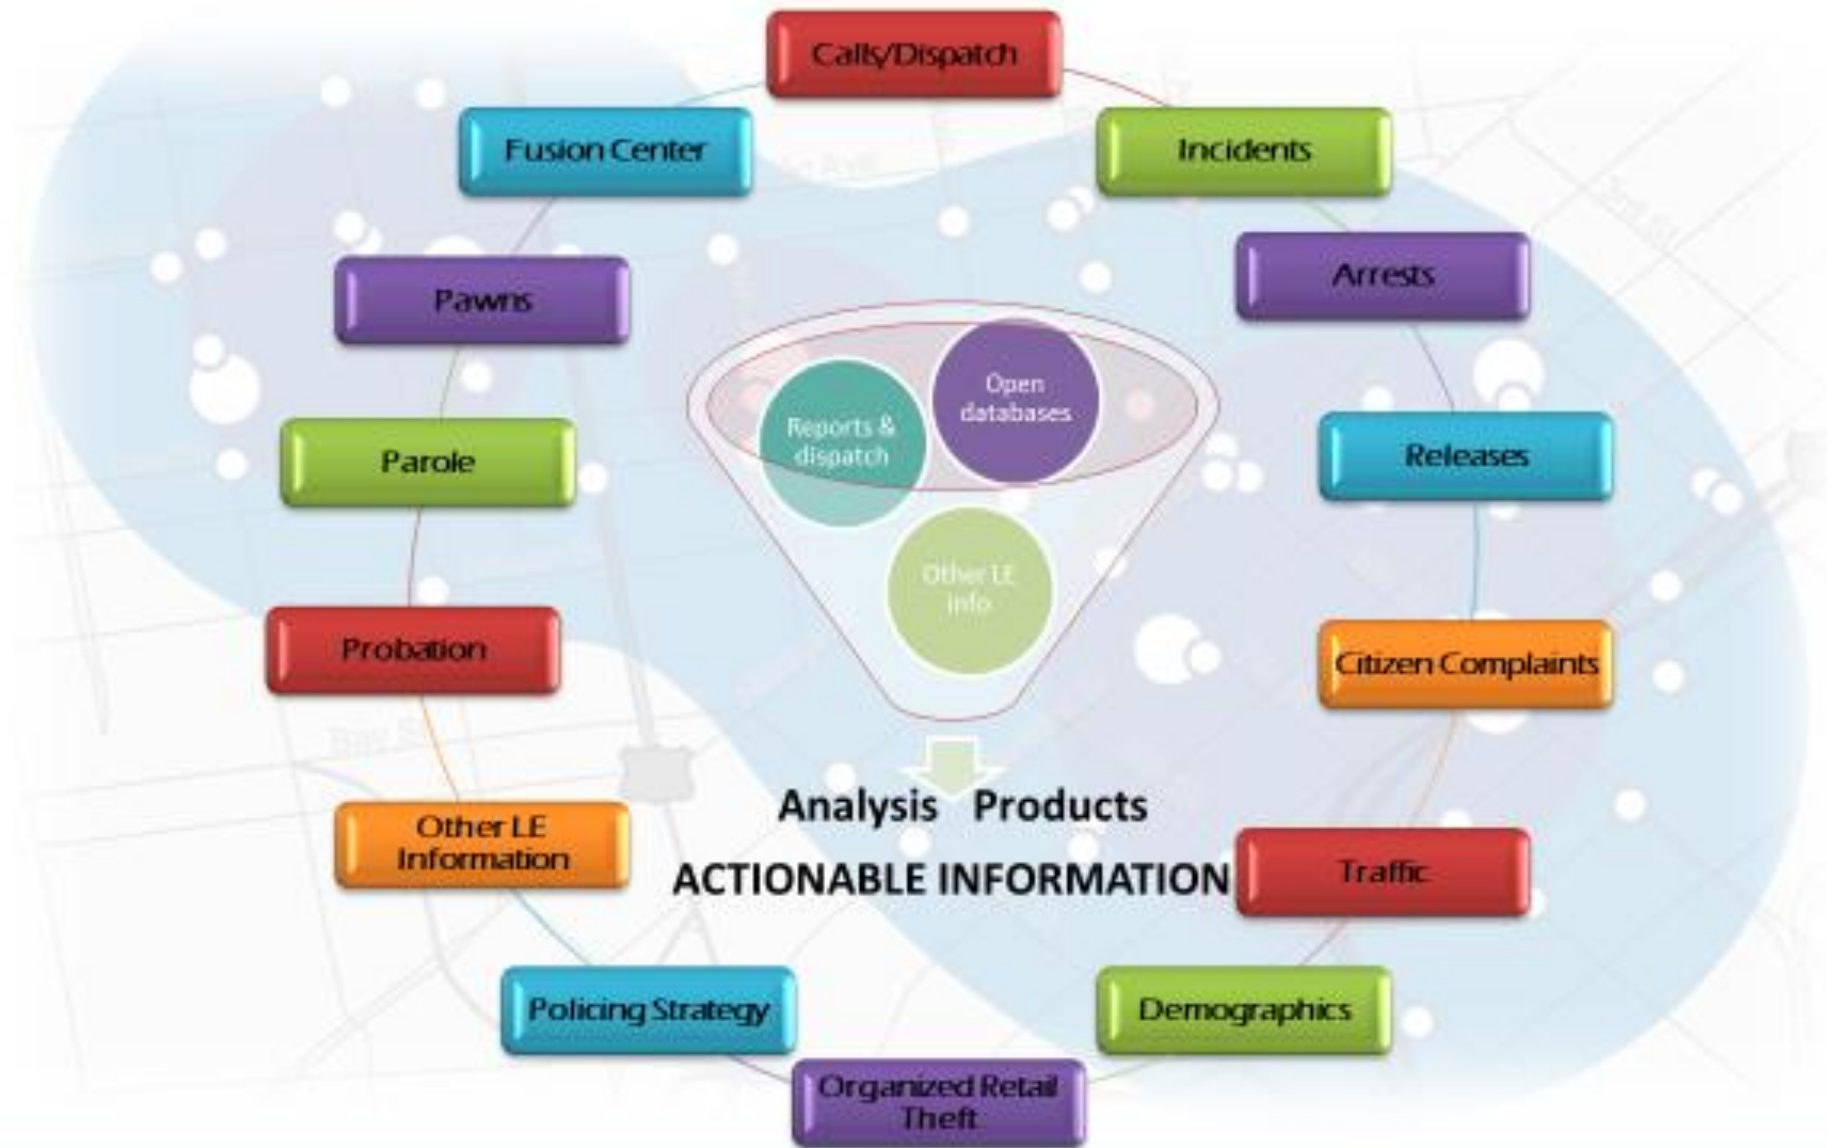 Calls/Dispatch
Fusion Center
Incidents
Pawns
Arrests
Open
databases
Reports &
dispatch
Parole
Releases
Other LE
info
Probation
Citizen Complaints
Analysis Products
Other LE
Information
ACTIONABLE INFORMATION
Traffic
Policing Strategy
Demographics
Organized Retail
Theft